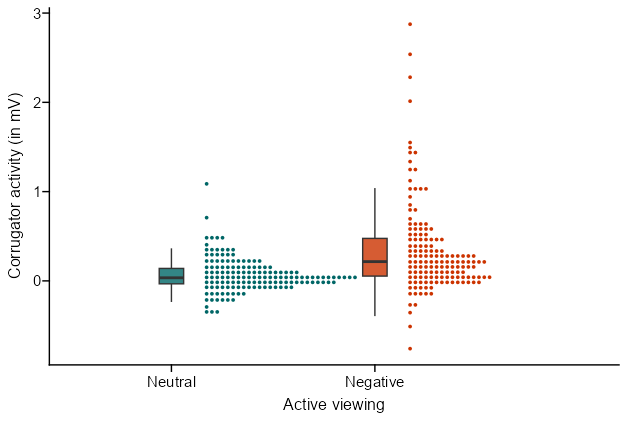 3
2
1
0
Corrugator activity (in mV)
Neutral
Negative
Active viewing